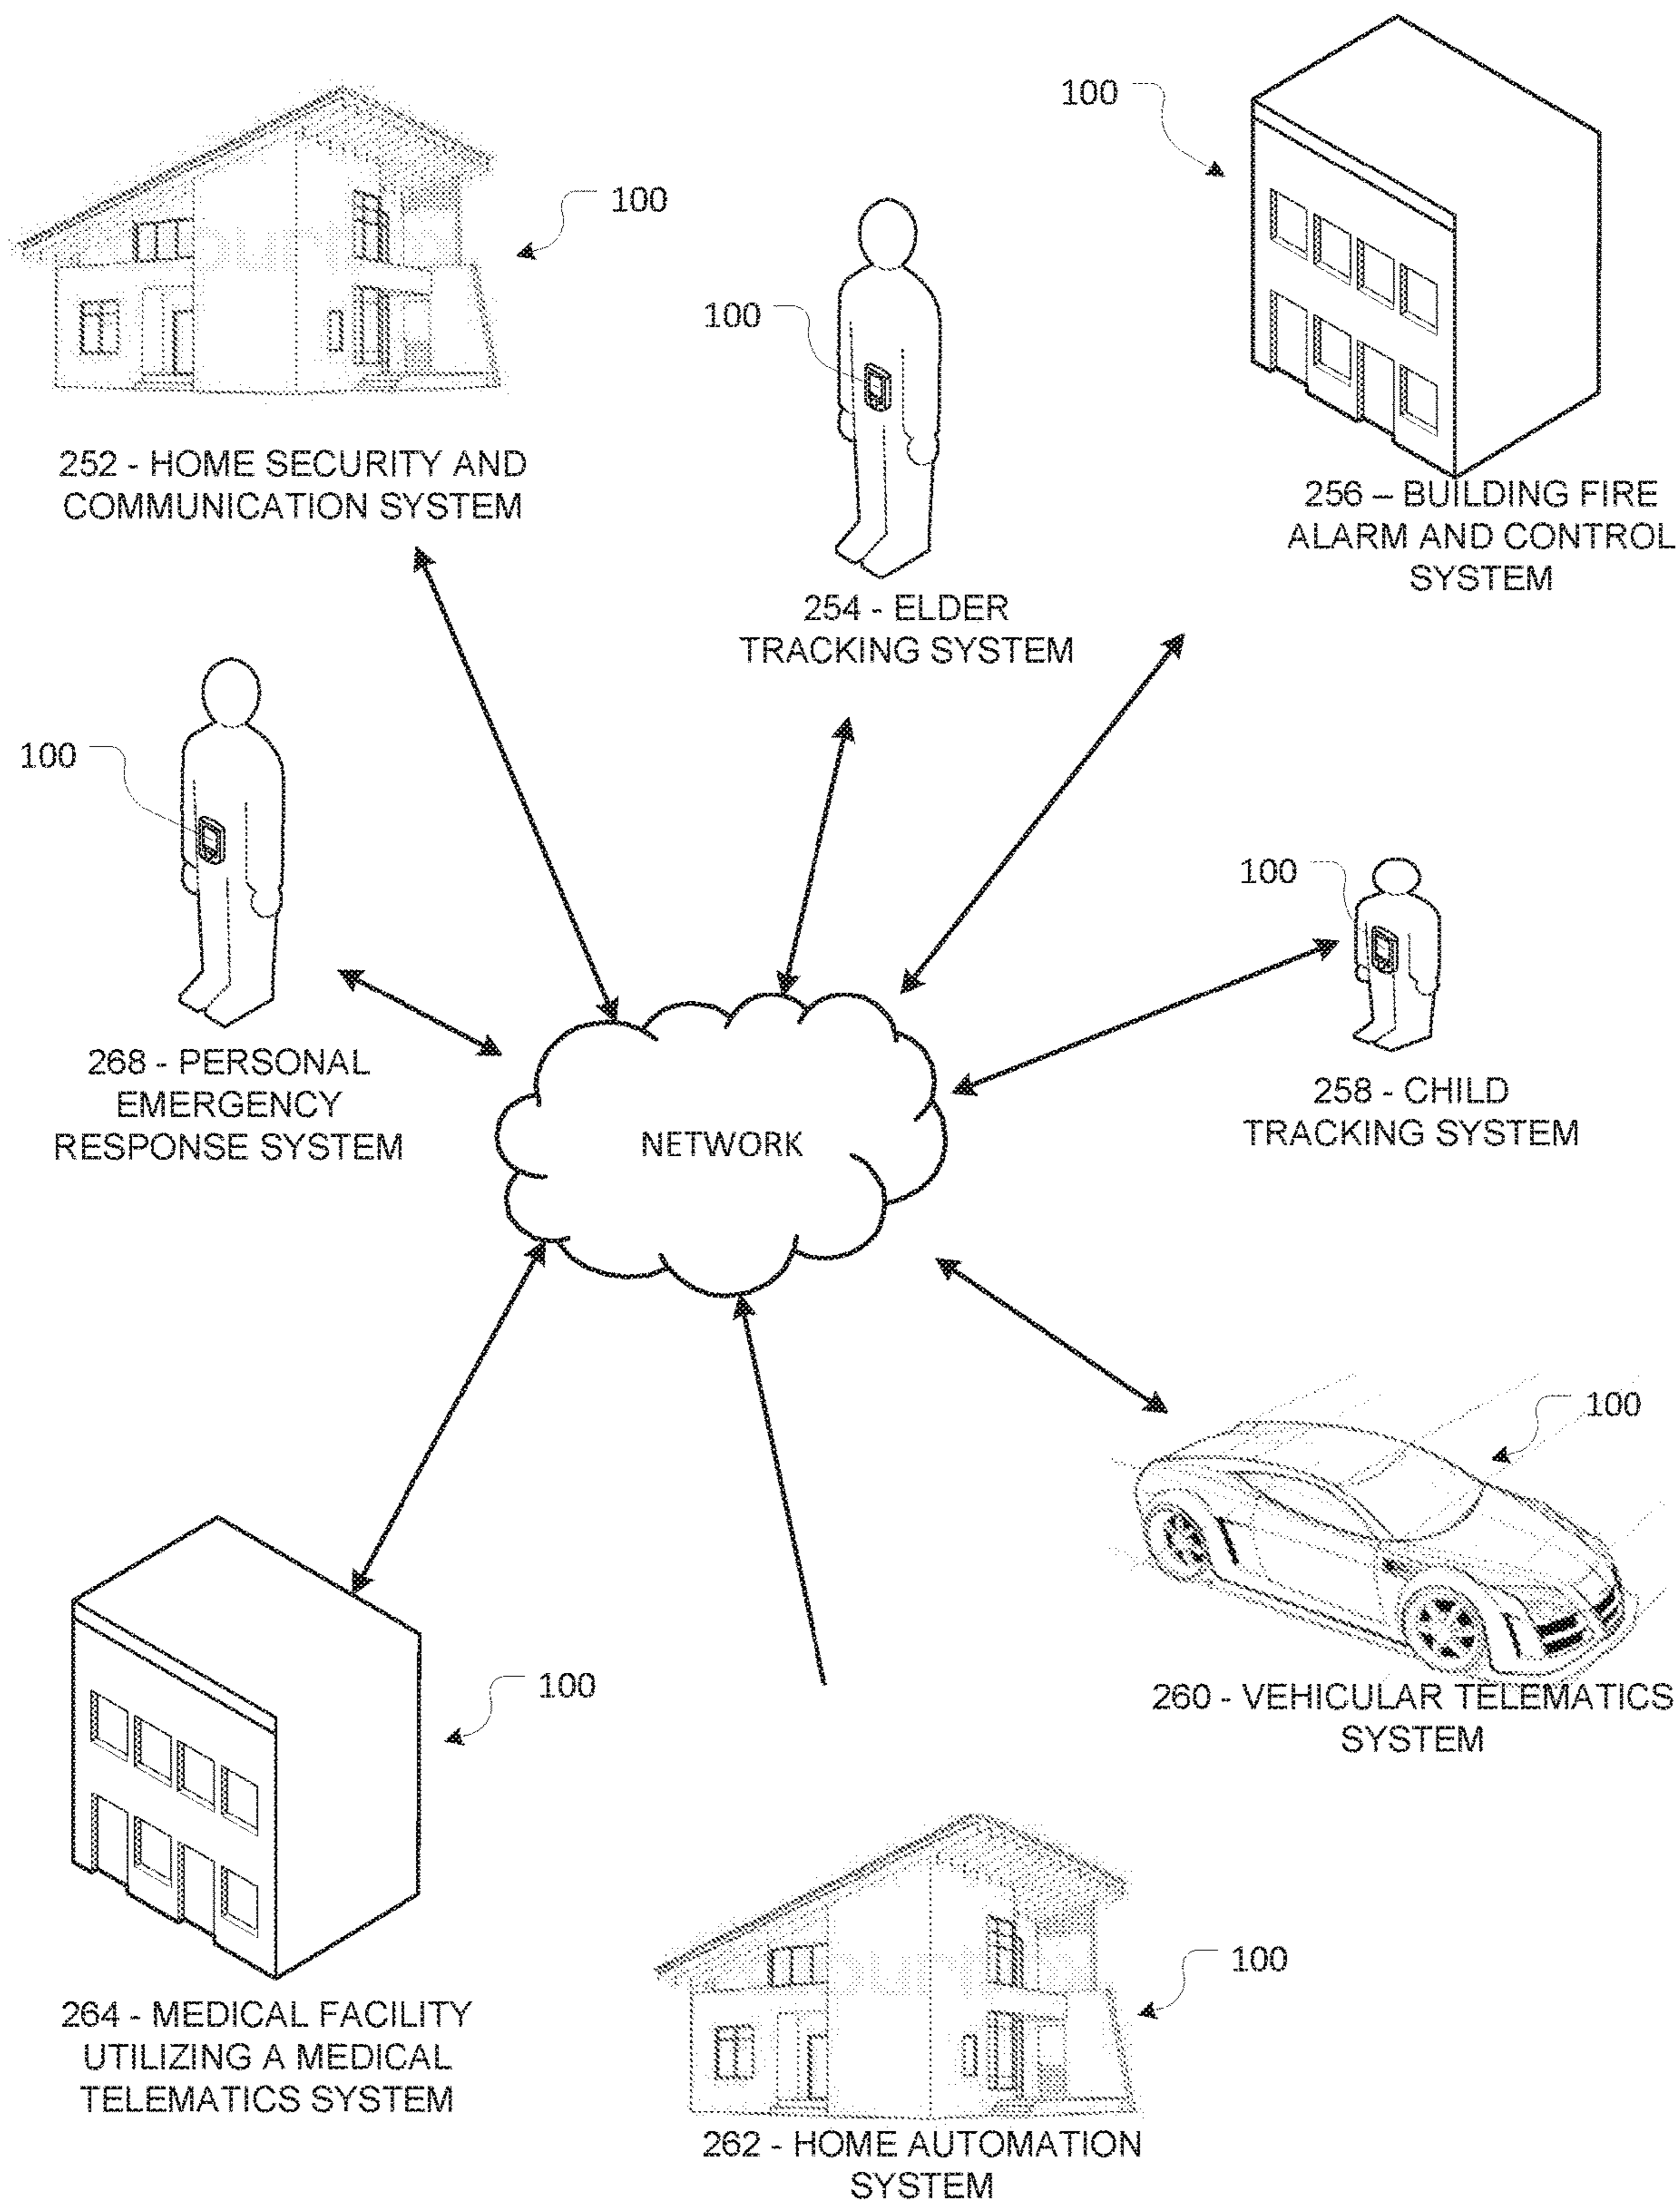 100
100
100
252 - HOME SECURITY AND
COMMUNICATION SYSTEM
256 – BUILDING FIRE
ALARM AND CONTROL
SYSTEM
254 - ELDER
TRACKING SYSTEM
100
100
268 - PERSONAL
EMERGENCY
RESPONSE SYSTEM
258 - CHILD
TRACKING SYSTEM
NETWORK
100
100
260 - VEHICULAR TELEMATICS
SYSTEM
100
264 - MEDICAL FACILITY
UTILIZING A MEDICAL
TELEMATICS SYSTEM
262 - HOME AUTOMATION
SYSTEM